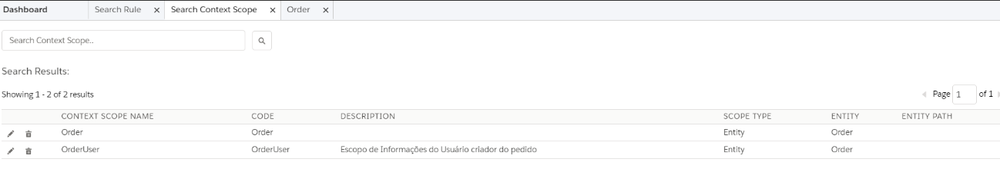 Dashboard Search Rule × Search Context Scope × Order ×
Search Context Scope..
Search Results:
Showing 1 - 2 of 2 results Page 1 of 1
CONTEXT SCOPE NAME CODE DESCRIPTION SCOPE TYPE ENTITY ENTITY PATH
Order Order Entity Order
OrderUser OrderUser Escopo de Informações do Usuário criador do pedido Entity Order